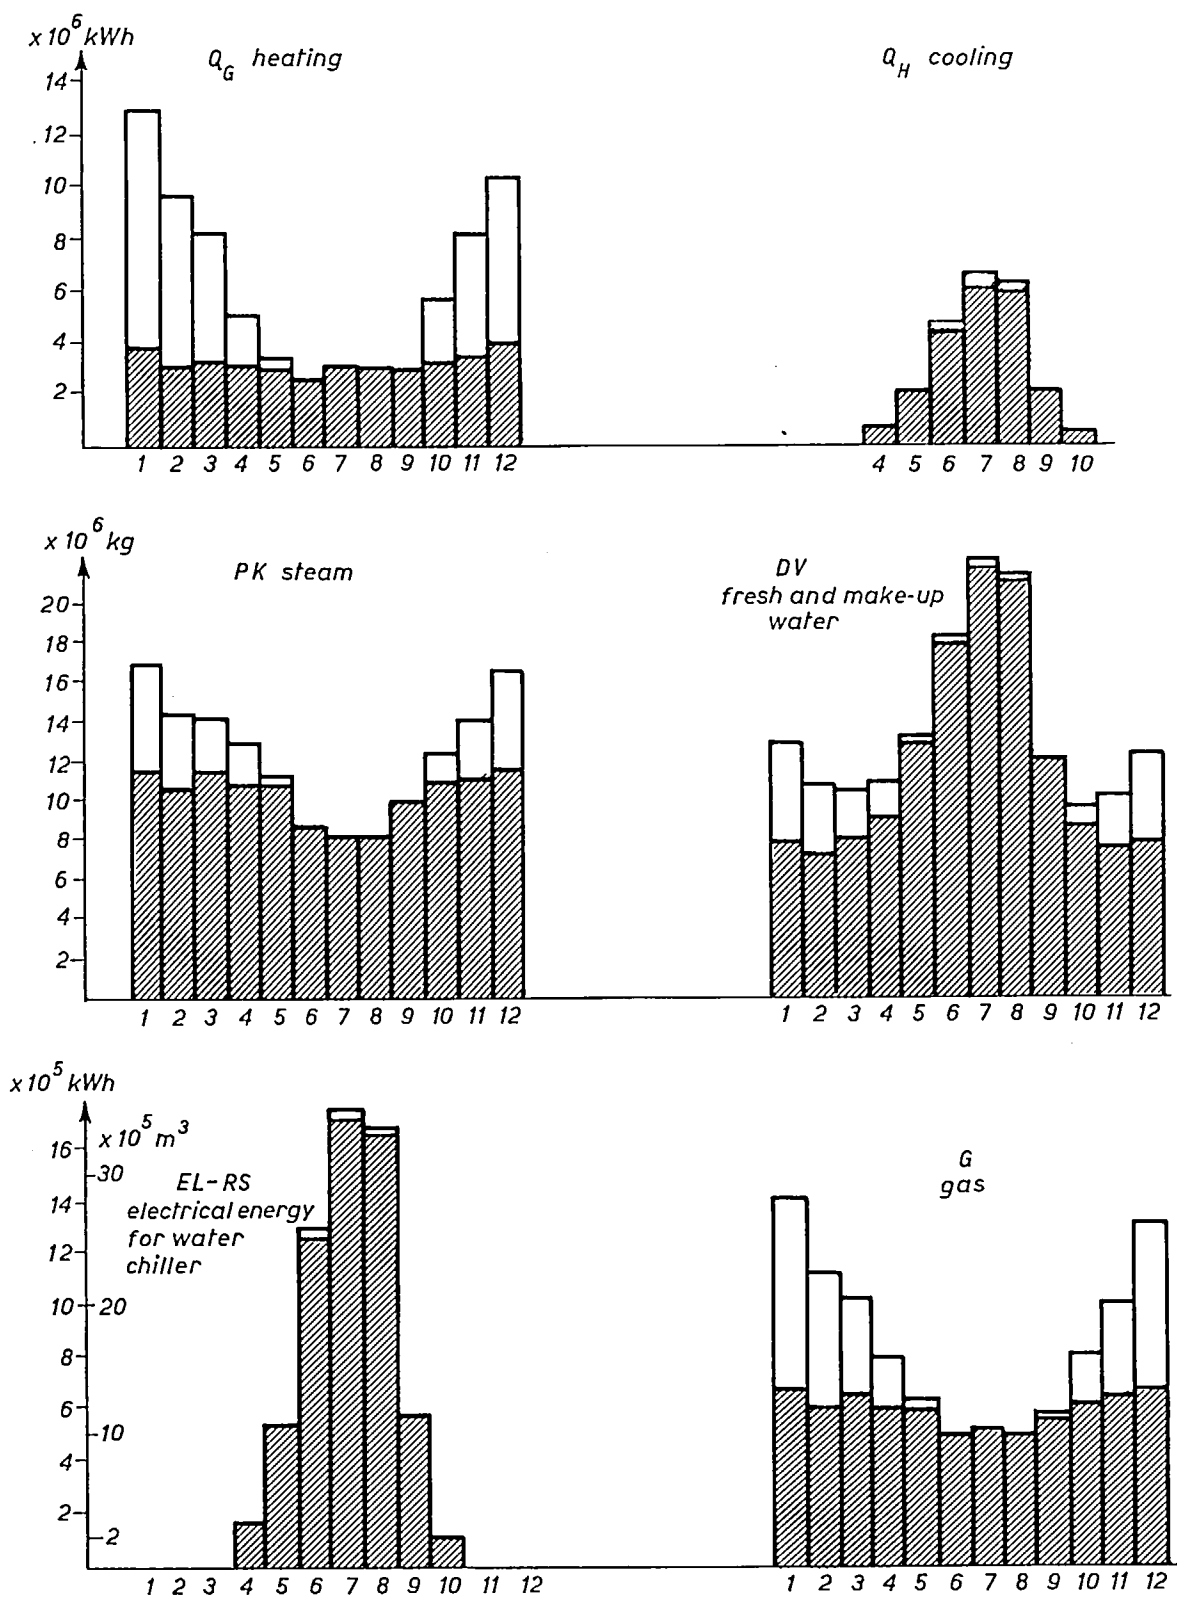 x10⁶ kWh
Q_G heating
Q_H cooling
14
12
10
8
6
4
2
1 2 3 4 5 6 7 8 9 10 11 12
4 5 6 7 8 9 10
x10⁶ kg
PK steam
DV
fresh and make-up
water
20
18
16
14
12
10
8
6
4
2
1 2 3 4 5 6 7 8 9 10 11 12
1 2 3 4 5 6 7 8 9 10 11 12
x10⁵ kWh
x10⁵ m³
16
30
EL-RS
electrical energy
for water
chiller
G
gas
14
12
10
20
8
6
10
4
2
2
1 2 3 4 5 6 7 8 9 10 11 12
1 2 3 4 5 6 7 8 9 10 11 12